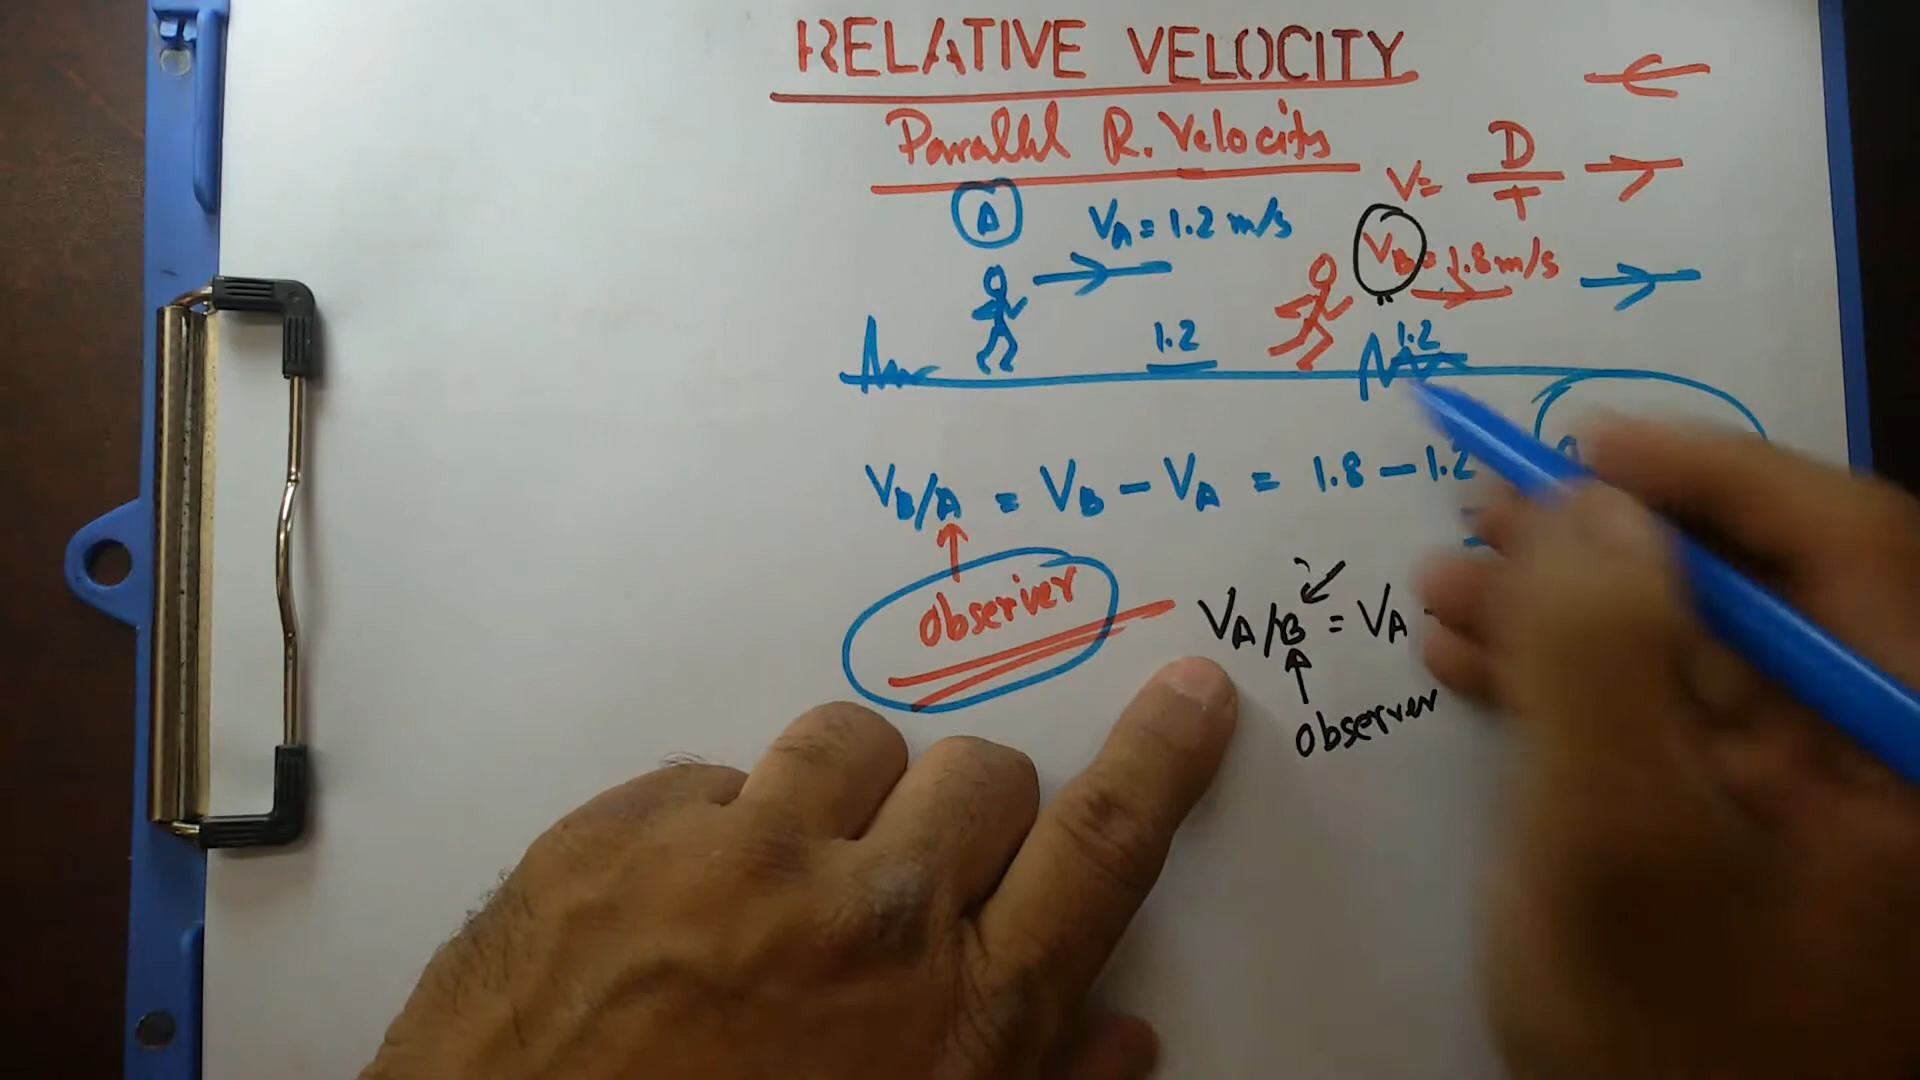 RELATIVE VELOCITY
Parallel R. Velocity
V = D/T
A
VA = 1.2 m/s
VB = 1.8 m/s
1.2
1.2
VB/A = VB - VA = 1.8 - 1.2
observer
VA/B = VA
observer